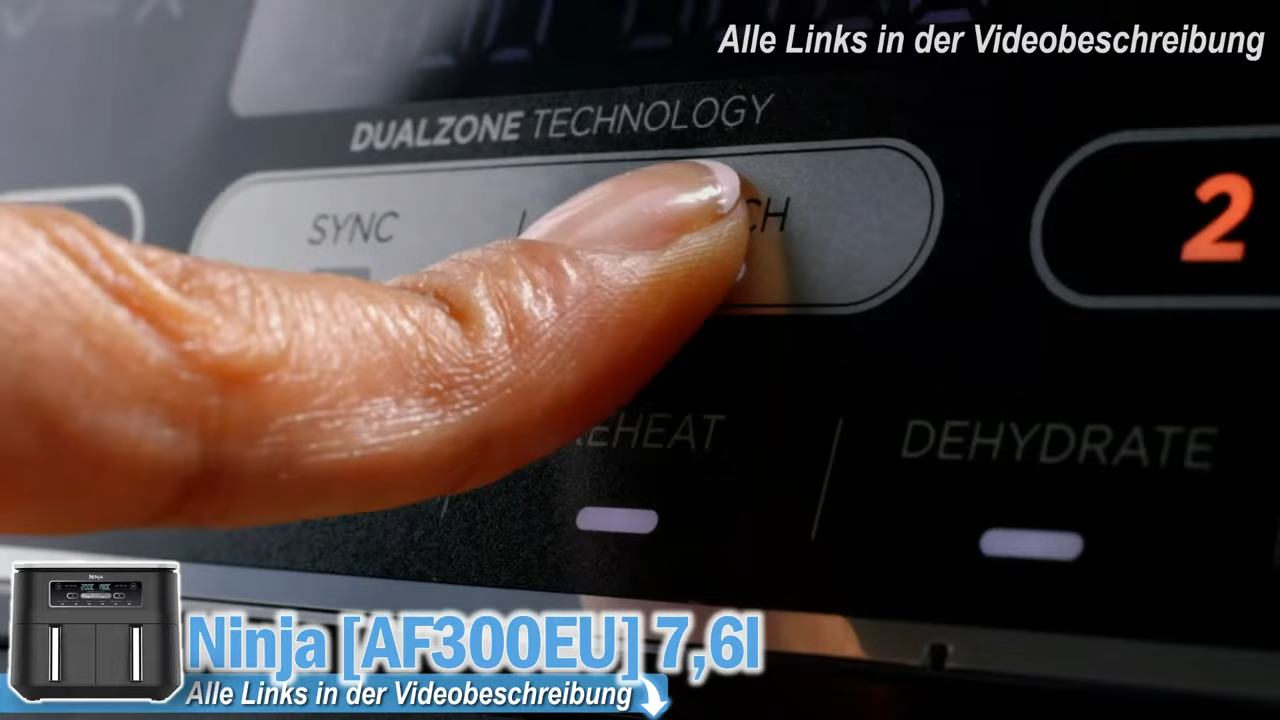 Alle Links in der Videobeschreibung
DUALZONE TECHNOLOGY
SYNC
2
DEHYDRATE
Ninja [AF300EU] 7,6l
Alle Links in der Videobeschreibung